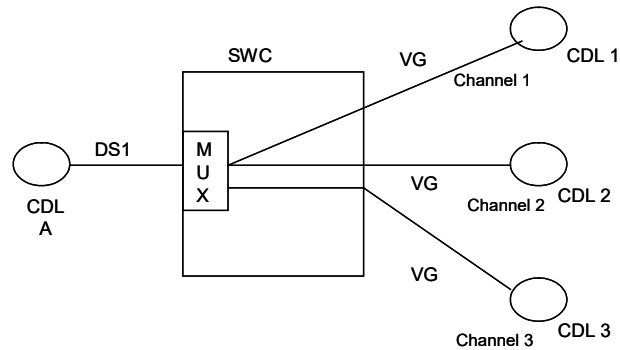 SWC
VG
CDL 1
Channel 1
DS1
M
U
X
CDL
A
VG
Channel 2
CDL 2
VG
Channel 3
CDL 3